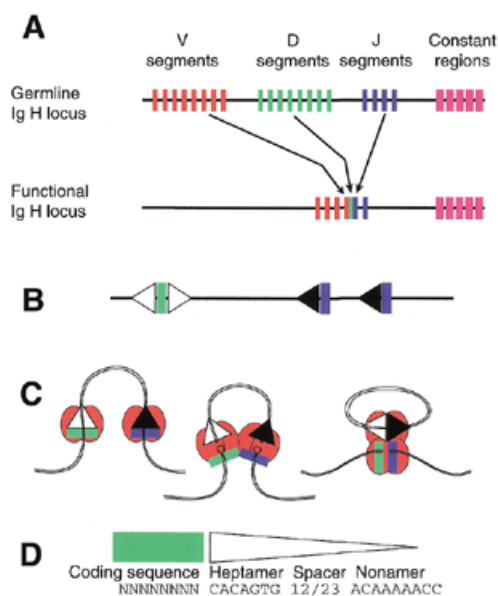 A
V D J Constant
segments segments segments regions
Germline
Ig H locus
Functional
Ig H locus
B
C
D
Coding sequence Heptamer Spacer Nonamer
NNNNNNNN CACAGTG 12/23 ACAAAAACC